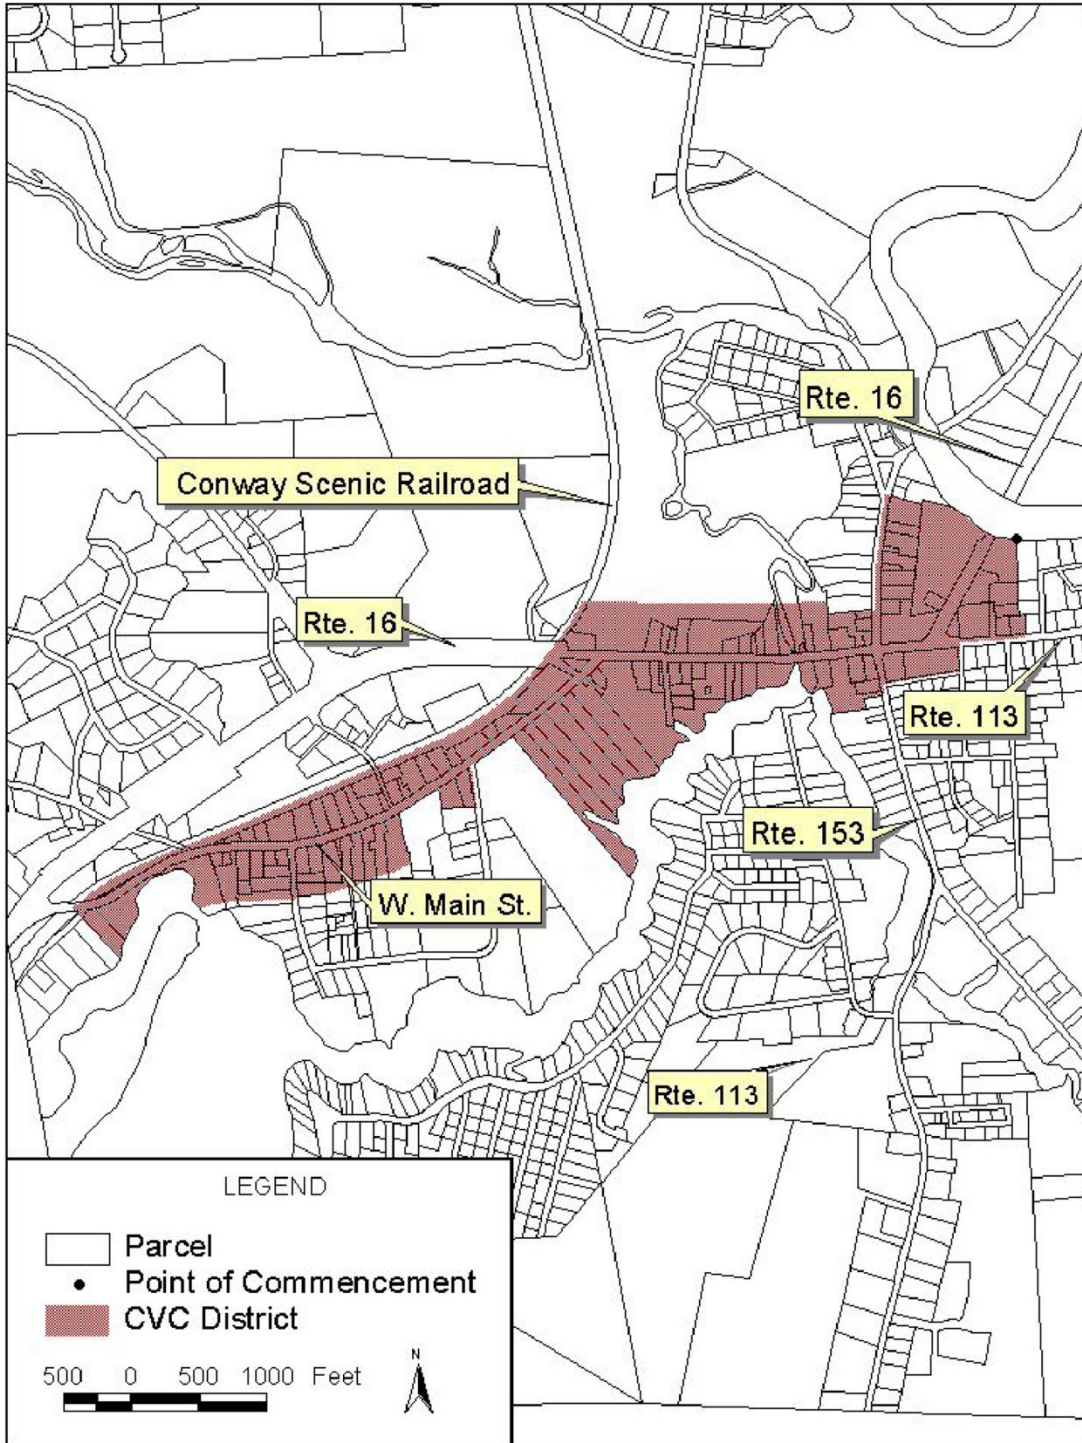 Rte. 16
Conway Scenic Railroad
Rte. 16
Rte. 113
Rte. 153
W. Main St.
Rte. 113
LEGEND
Parcel
Point of Commencement
CVC District
500 0 500 1000 Feet
N